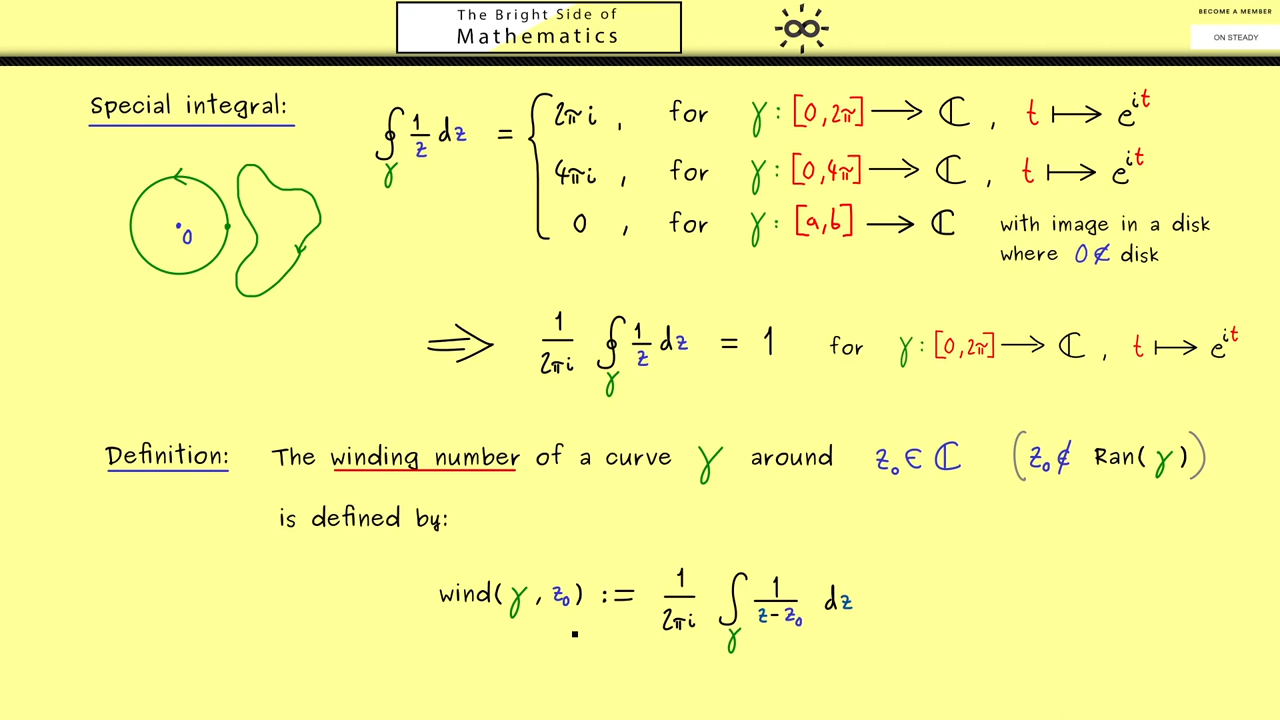 The Bright Side of
Mathematics
BECOME A MEMBER
ON STEADY
Special integral:
∮_γ 1/z dz = { 2πi , for γ: [0,2π] ⟶ ℂ , t ⟼ e^{it}
4πi , for γ: [0,4π] ⟶ ℂ , t ⟼ e^{it}
0 , for γ: [a,b] ⟶ ℂ with image in a disk
where 0 ∉ disk
0
⟹ 1/(2πi) ∮_γ 1/z dz = 1 for γ: [0,2π] ⟶ ℂ , t ⟼ e^{it}
Definition: The winding number of a curve γ around z₀ ∈ ℂ (z₀ ∉ Ran(γ))
is defined by:
wind(γ, z₀) := 1/(2πi) ∫_γ 1/(z-z₀) dz